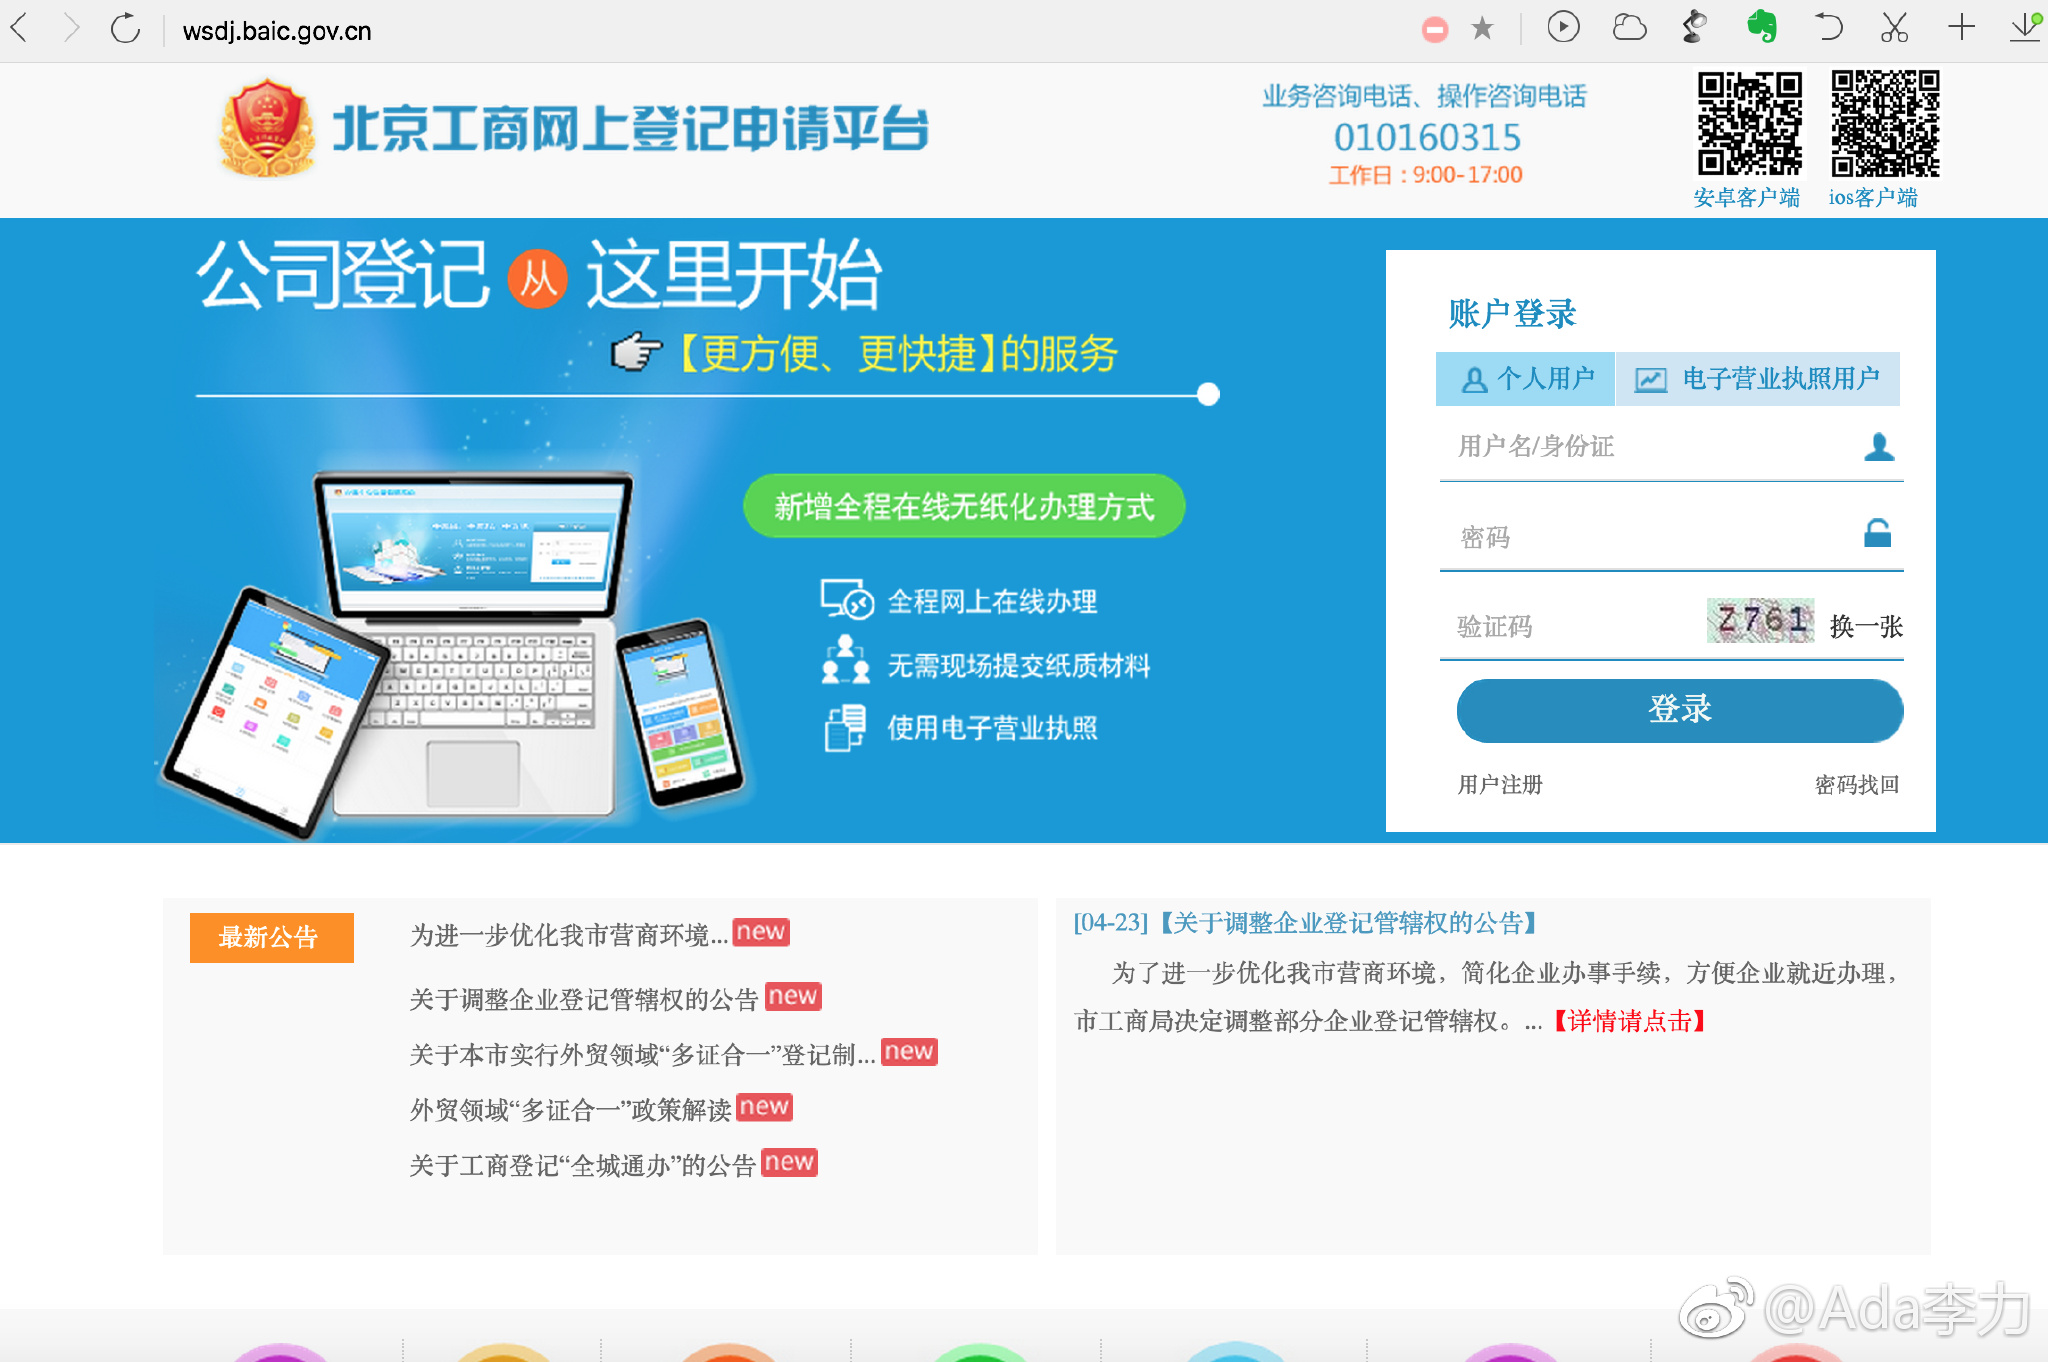 wsdj.baic.gov.cn
北京工商网上登记申请平台
业务咨询电话、操作咨询电话
010160315
工作日：9:00-17:00
安卓客户端
ios客户端
公司登记 从 这里开始
【更方便、更快捷】的服务
新增全程在线无纸化办理方式
全程网上在线办理
无需现场提交纸质材料
使用电子营业执照
账户登录
个人用户
电子营业执照用户
用户名/身份证
密码
验证码
Z761
换一张
登录
用户注册
密码找回
最新公告
为进一步优化我市营商环境... new
关于调整企业登记管辖权的公告 new
关于本市实行外贸领域“多证合一”登记制... new
外贸领域“多证合一”政策解读 new
关于工商登记“全城通办”的公告 new
[04-23]【关于调整企业登记管辖权的公告】
为了进一步优化我市营商环境，简化企业办事手续，方便企业就近办理，
市工商局决定调整部分企业登记管辖权。...【详情请点击】
@Ada李力